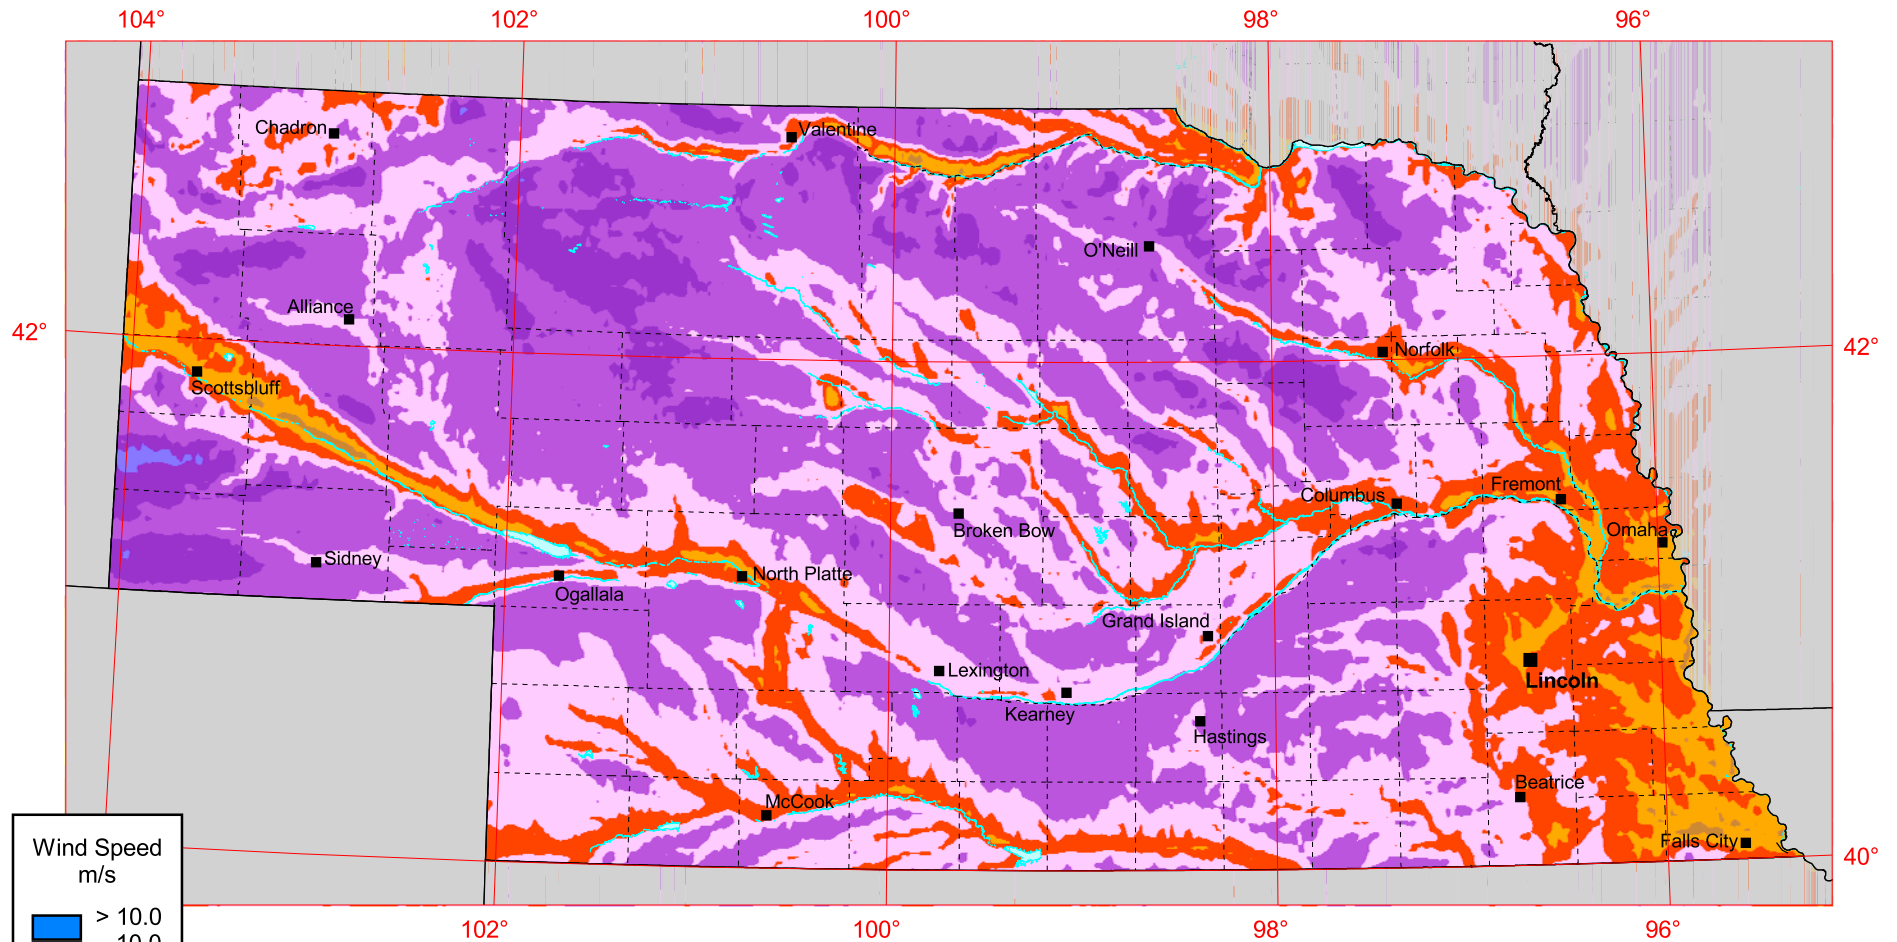 104° 102° 100° 98° 96°
Chadron
Valentine
O'Neill
Alliance
42°
42°
Norfolk
Scottsbluff
Fremont
Columbus
Broken Bow
Omaha
Sidney
North Platte
Ogallala
Grand Island
Lexington
Lincoln
Kearney
Hastings
Beatrice
McCook
Falls City
40°
Wind Speed
m/s
> 10.0
10.0
102° 100° 98° 96°